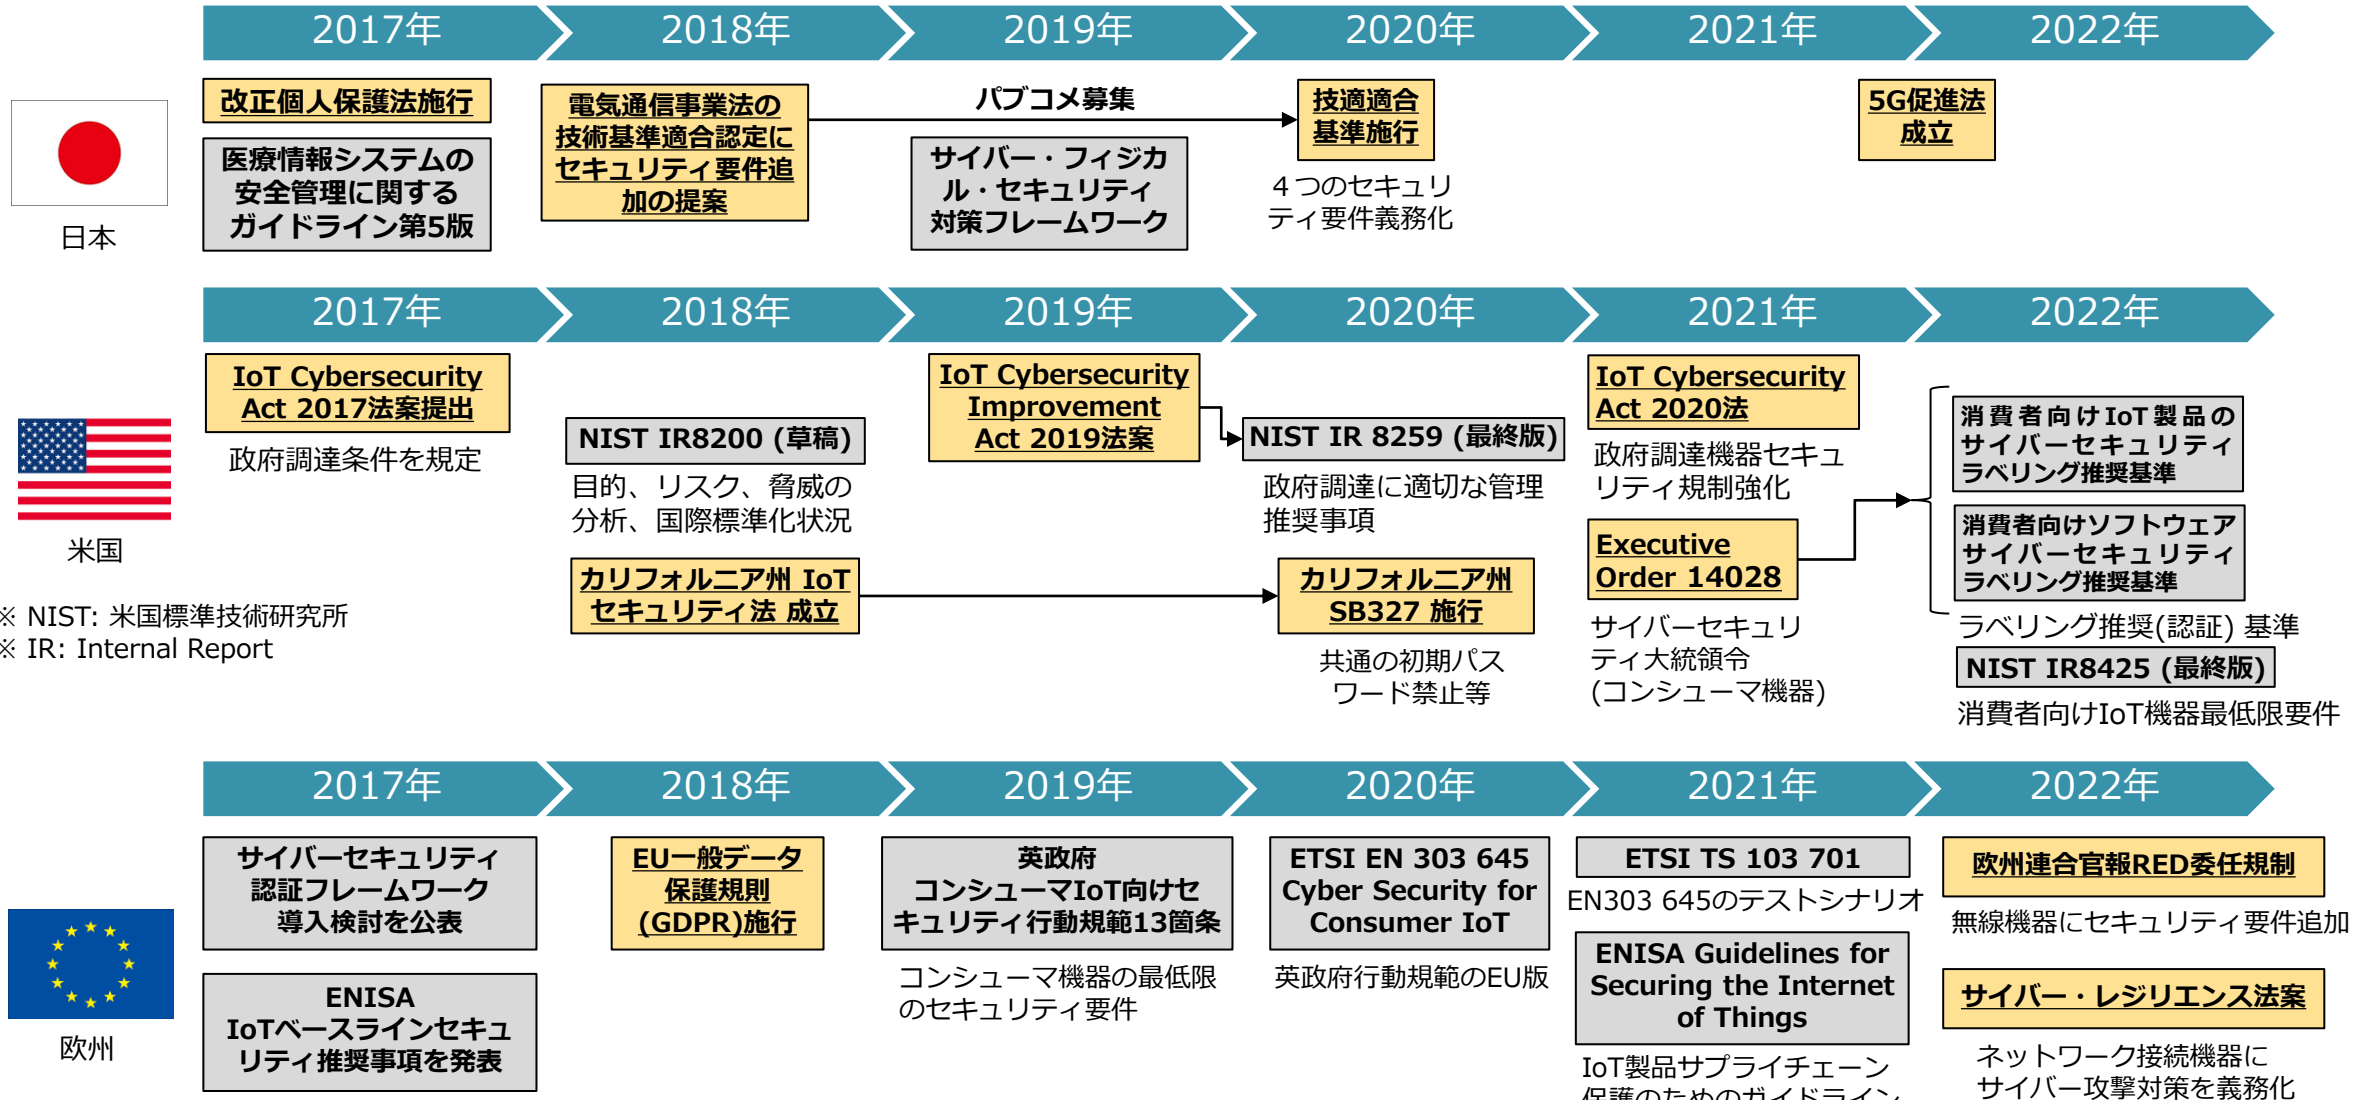 2017年
2018年
2019年
2020年
2021年
2022年
日本
改正個人保護法施行
医療情報システムの
安全管理に関する
ガイドライン第5版
電気通信事業法の
技術基準適合認定に
セキュリティ要件追
加の提案
パブコメ募集
サイバー・フィジカ
ル・セキュリティ
対策フレームワーク
技適適合
基準施行
４つのセキュリ
ティ要件義務化
5G促進法
成立
2017年
2018年
2019年
2020年
2021年
2022年
米国
※ NIST: 米国標準技術研究所
※ IR: Internal Report
IoT Cybersecurity
Act 2017法案提出
政府調達条件を規定
NIST IR8200 (草稿)
目的、リスク、脅威の
分析、国際標準化状況
カリフォルニア州 IoT
セキュリティ法 成立
IoT Cybersecurity
Improvement
Act 2019法案
NIST IR 8259 (最終版)
政府調達に適切な管理
推奨事項
カリフォルニア州
SB327 施行
共通の初期パス
ワード禁止等
IoT Cybersecurity
Act 2020法
政府調達機器セキュ
リティ規制強化
Executive
Order 14028
サイバーセキュリ
ティ大統領令
(コンシューマ機器)
消費者向けIoT製品の
サイバーセキュリティ
ラベリング推奨基準
消費者向けソフトウェア
サイバーセキュリティ
ラベリング推奨基準
ラベリング推奨(認証) 基準
NIST IR8425 (最終版)
消費者向けIoT機器最低限要件
2017年
2018年
2019年
2020年
2021年
2022年
欧州
サイバーセキュリティ
認証フレームワーク
導入検討を公表
ENISA
IoTベースラインセキュ
リティ推奨事項を発表
EU一般データ
保護規則
(GDPR)施行
英政府
コンシューマIoT向けセ
キュリティ行動規範13箇条
コンシューマ機器の最低限
のセキュリティ要件
ETSI EN 303 645
Cyber Security for
Consumer IoT
英政府行動規範のEU版
ETSI TS 103 701
EN303 645のテストシナリオ
ENISA Guidelines for
Securing the Internet
of Things
IoT製品サプライチェーン
保護のためのガイドライン
欧州連合官報RED委任規制
無線機器にセキュリティ要件追加
サイバー・レジリエンス法案
ネットワーク接続機器に
サイバー攻撃対策を義務化